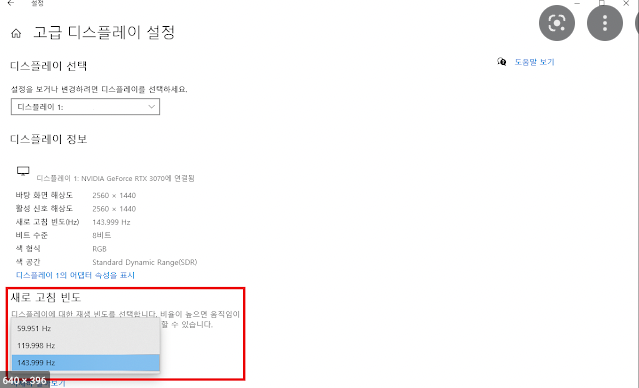 설정
고급 디스플레이 설정
디스플레이 선택
도움말 보기
설정을 보거나 변경하려면 디스플레이를 선택하세요.
디스플레이 1:
디스플레이 정보
디스플레이 1: NVIDIA GeForce RTX 3070에 연결됨
바탕 화면 해상도 2560 × 1440
활성 신호 해상도 2560 × 1440
새로 고침 빈도(Hz) 143.999 Hz
비트 수준 8비트
색 형식 RGB
색 공간 Standard Dynamic Range(SDR)
디스플레이 1의 어댑터 속성을 표시
새로 고침 빈도
디스플레이에 대한 재생 빈도를 선택합니다. 비율이 높으면 움직임이
할 수 있습니다.
59.951 Hz
119.998 Hz
143.999 Hz
640 × 396
보기